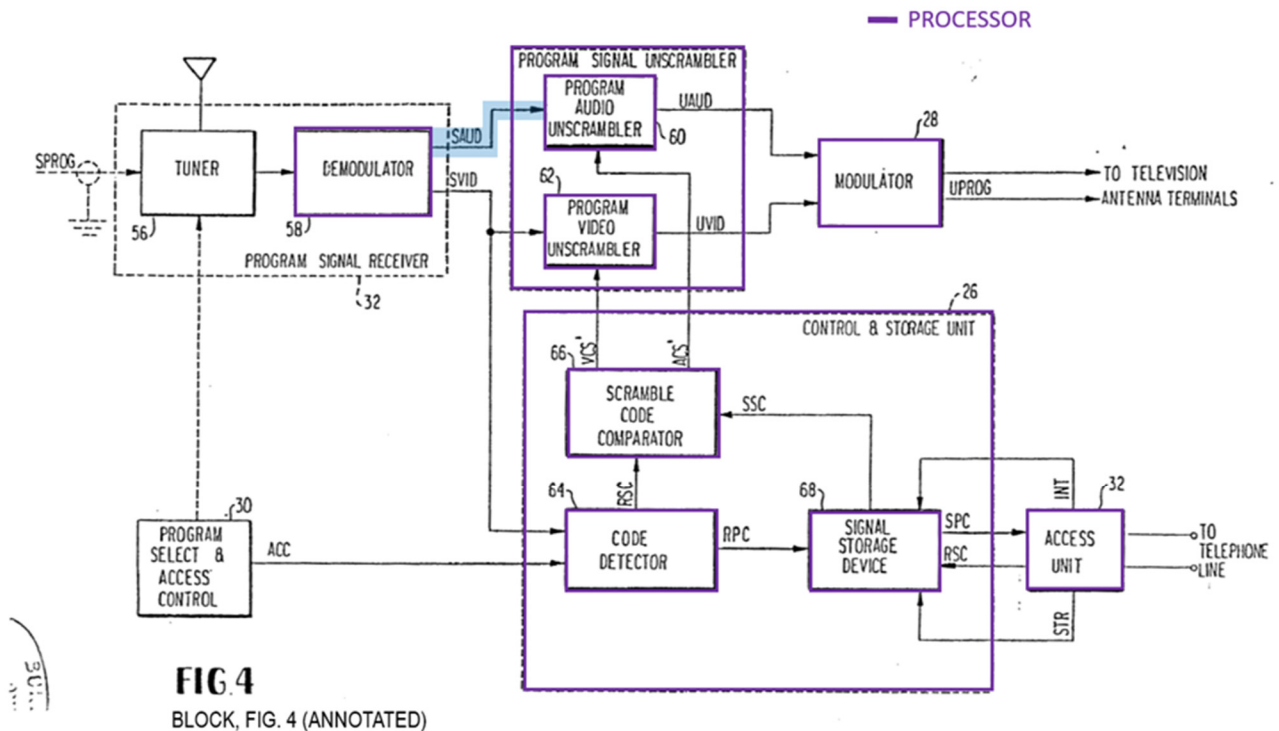 PROCESSOR
PROGRAM SIGNAL UNSCRAMBLER
PROGRAM
AUDIO
UNSCRAMBLER
60
UAUD
28
SAUD
SPROG
TUNER
DEMODULATOR
MODULATOR
TO TELEVISION
UPROG
ANTENNA TERMINALS
SVID
62
PROGRAM
VIDEO
UNSCRAMBLER
UVID
56
58
PROGRAM SIGNAL RECEIVER
32
26
CONTROL & STORAGE UNIT
66
VCS'
ACS'
SCRAMBLE
CODE
COMPARATOR
SSC
64
RSC
68
INT
32
30
PROGRAM
SELECT &
ACCESS
CONTROL
ACC
CODE
DETECTOR
RPC
SIGNAL
STORAGE
DEVICE
SPC
RSC
ACCESS
UNIT
TO
TELEPHONE
LINE
STR
FIG.4
BLOCK, FIG. 4 (ANNOTATED)